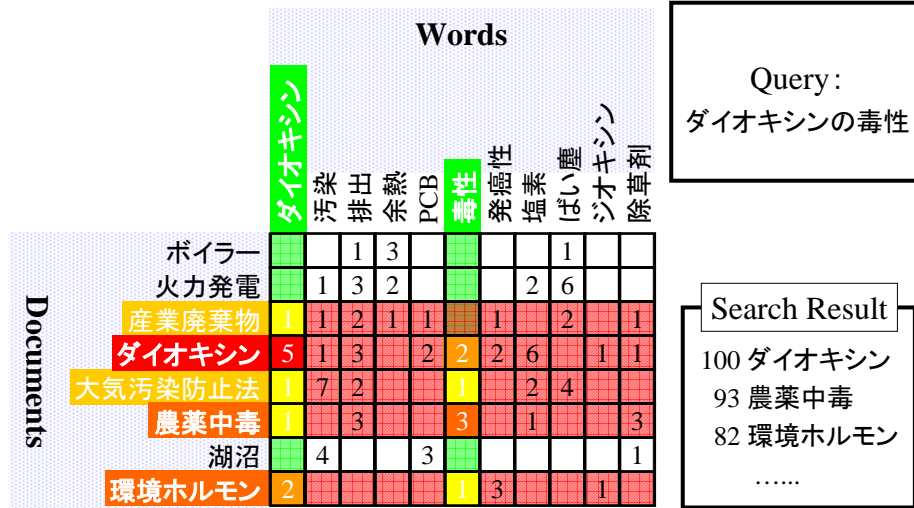 Words
ダイオキシン 汚染 排出 余熱 PCB 毒性 発癌性 塩素 ばい塵 ジオキシン 除草剤
Documents
ボイラー 1 3 1
火力発電 1 3 2 2 6
産業廃棄物 1 1 2 1 1 1 2 1
ダイオキシン 5 1 3 2 2 2 6 1 1
大気汚染防止法 1 7 2 1 2 4
農薬中毒 1 3 3 1 3
湖沼 4 3 1
環境ホルモン 2 1 3 1
Query:
ダイオキシンの毒性
Search Result
100 ダイオキシン
93 農薬中毒
82 環境ホルモン
…...